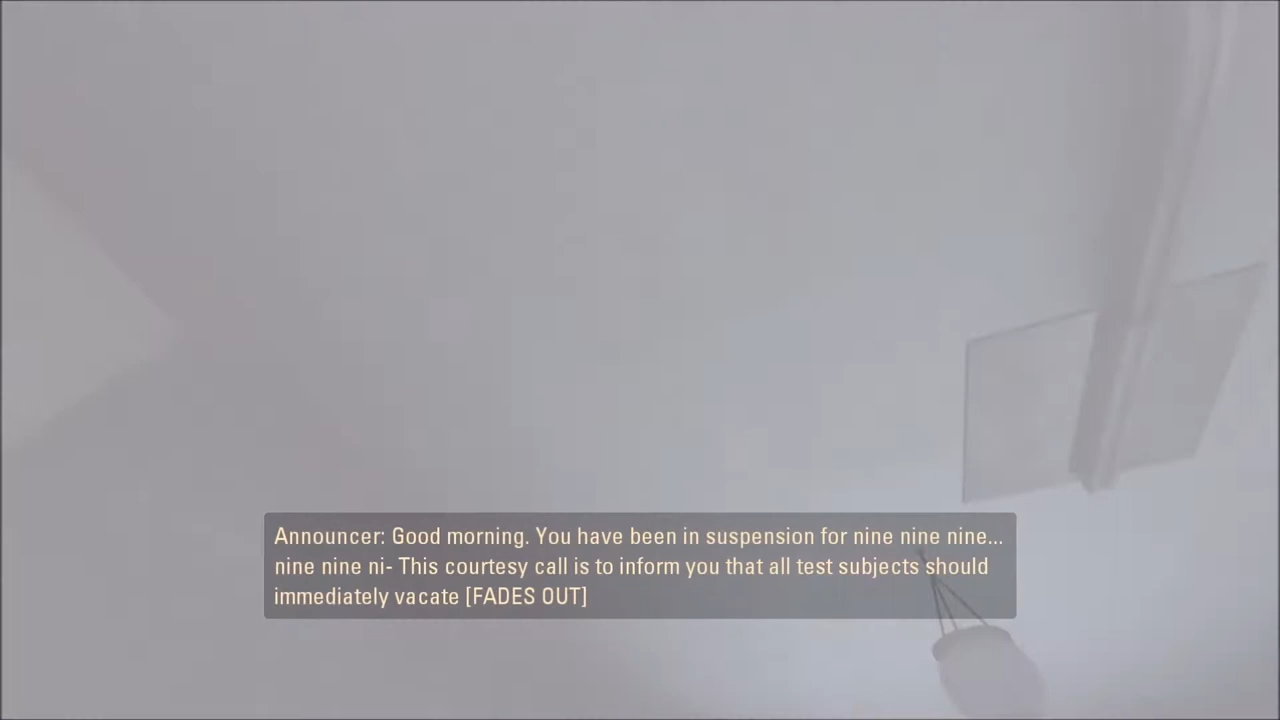 Announcer: Good morning. You have been in suspension for nine nine nine...
nine nine ni- This courtesy call is to inform you that all test subjects should
immediately vacate [FADES OUT]